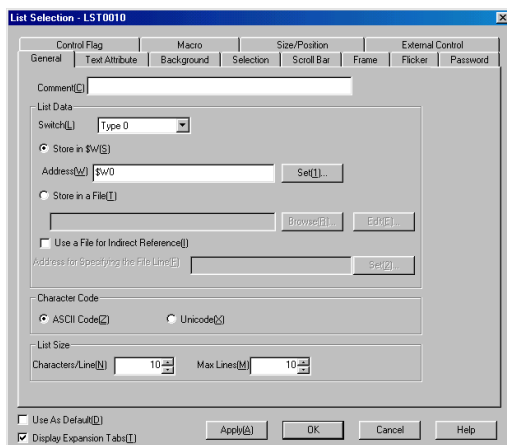 List Selection - LST0010
Control Flag Macro Size/Position External Control
General Text Attribute Background Selection Scroll Bar Frame Flicker Password
Comment(C)
List Data
Switch(L) Type 0
Store in $W(S)
Address(W) $W0 Set(1)...
Store in a File(T)
Browse(R)... Edit(E)...
Use a File for Indirect Reference(I)
Address for Specifying the File Line(F) Set(2)...
Character Code
ASCII Code(Z) Unicode(X)
List Size
Characters/Line(N) 10 Max Lines(M) 10
Use As Default(D)
Display Expansion Tabs(T)
Apply(A) OK Cancel Help